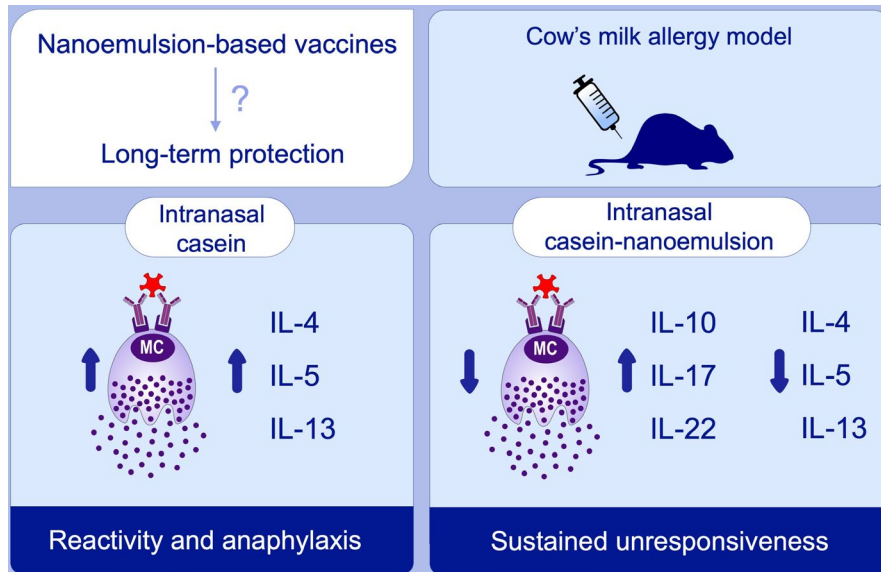 Nanoemulsion-based vaccines
?
Long-term protection
Cow's milk allergy model
Intranasal
casein
MC
IL-4
IL-5
IL-13
Reactivity and anaphylaxis
Intranasal
casein-nanoemulsion
MC
IL-10
IL-17
IL-22
IL-4
IL-5
IL-13
Sustained unresponsiveness